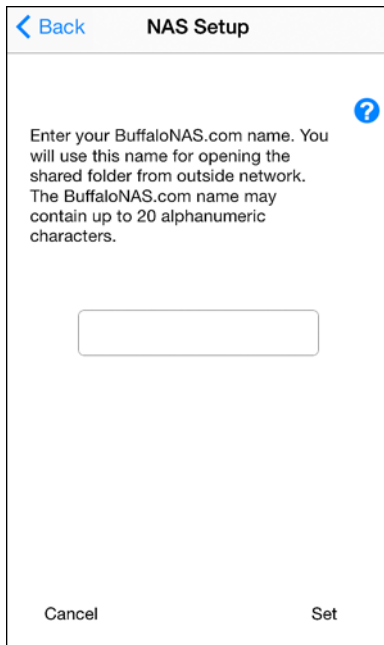 Back
NAS Setup
?
Enter your BuffaloNAS.com name. You
will use this name for opening the
shared folder from outside network.
The BuffaloNAS.com name may
contain up to 20 alphanumeric
characters.
Cancel
Set